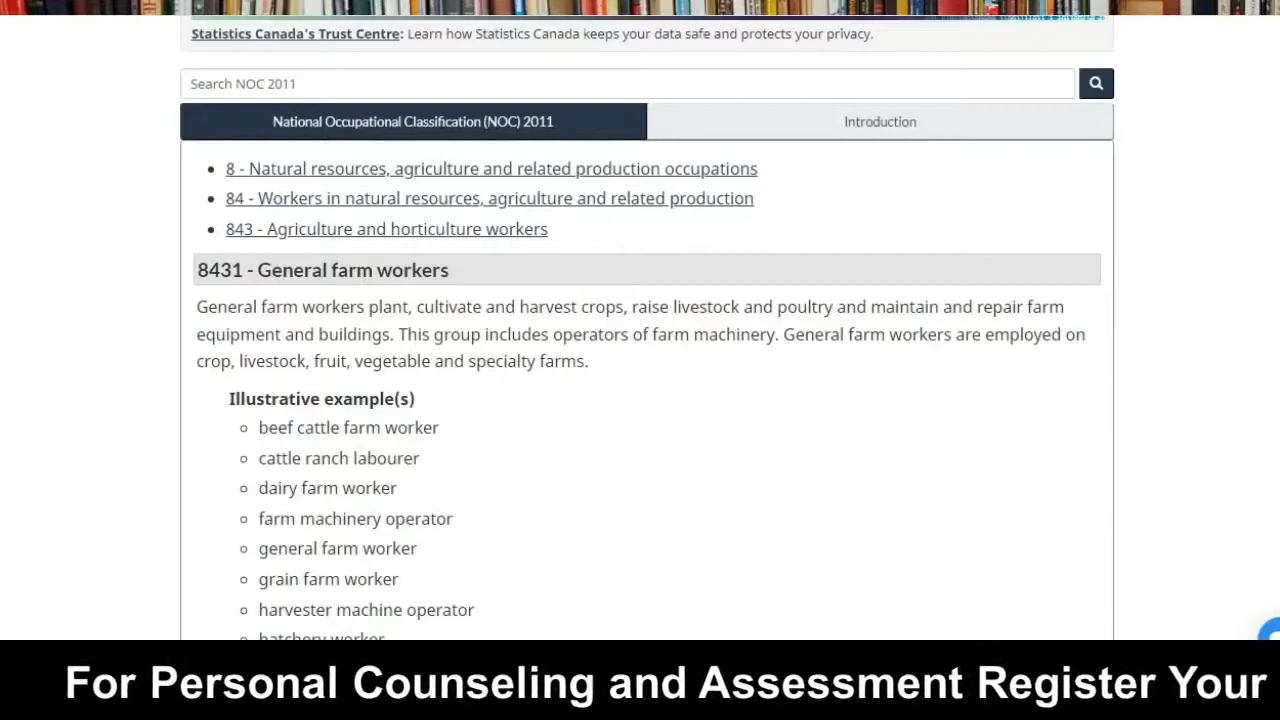 Statistics Canada's Trust Centre: Learn how Statistics Canada keeps your data safe and protects your privacy.
Search NOC 2011
National Occupational Classification (NOC) 2011
Introduction
8 - Natural resources, agriculture and related production occupations
84 - Workers in natural resources, agriculture and related production
843 - Agriculture and horticulture workers
8431 - General farm workers
General farm workers plant, cultivate and harvest crops, raise livestock and poultry and maintain and repair farm
equipment and buildings. This group includes operators of farm machinery. General farm workers are employed on
crop, livestock, fruit, vegetable and specialty farms.
Illustrative example(s)
beef cattle farm worker
cattle ranch labourer
dairy farm worker
farm machinery operator
general farm worker
grain farm worker
harvester machine operator
hatchery worker
For Personal Counseling and Assessment Register Your